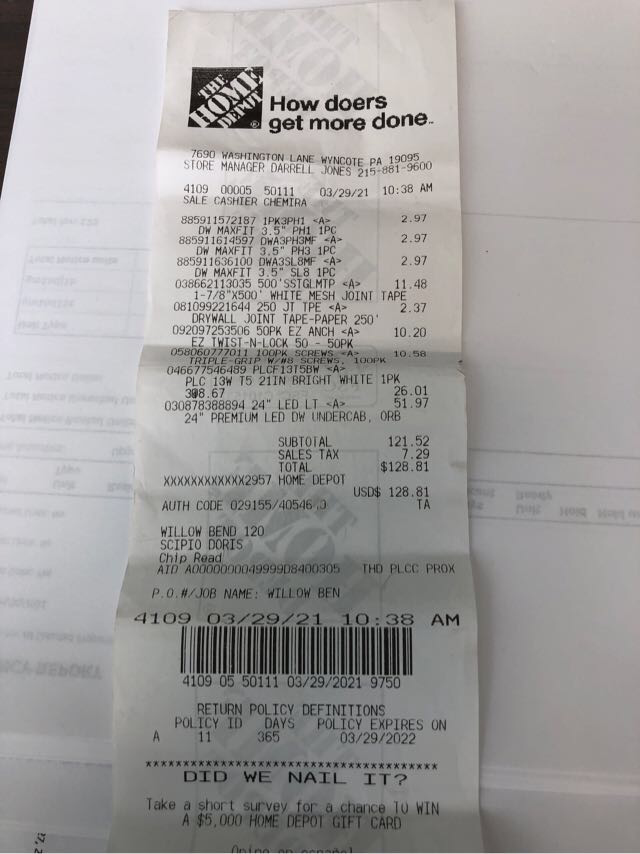 THE
HOME
DEPOT
How doers
get more done.
7690 WASHINGTON LANE WYNCOTE PA 19095
STORE MANAGER DARRELL JONES 215-881-9600
4109 00005 50111 03/29/21 10:38 AM
SALE CASHIER CHEMIRA
885911572187 1PK3PH1 <A> 2.97
DW MAXFIT 3.5" PH1 1PC
885911614597 DWA3PH3MF <A> 2.97
DW MAXFIT 3.5" PH3 1PC
885911636100 DWA3SL8MF <A> 2.97
DW MAXFIT 3.5" SL8 1PC
038662113035 500'SSTGLMTP <A> 11.48
1-7/8"X500' WHITE MESH JOINT TAPE
081099221644 250 JT TPE <A> 2.37
DRYWALL JOINT TAPE-PAPER 250'
092097253506 50PK EZ ANCH <A> 10.20
EZ TWIST-N-LOCK 50 - 50PK
058060777011 100PK SCREWS <A> 10.58
TRIPLE-GRIP W/#8 SCREWS, 100PK
046677546489 PLCF13T5BW <A>
PLC 13W T5 21IN BRIGHT WHITE 1PK
3@8.67 26.01
030878388894 24" LED LT <A> 51.97
24" PREMIUM LED DW UNDERCAB, ORB
SUBTOTAL 121.52
SALES TAX 7.29
TOTAL $128.81
XXXXXXXXXXXX2957 HOME DEPOT
USD$ 128.81
AUTH CODE 029155/40546 TA
WILLOW BEND 120
SCIPIO DORIS
Chip Read
AID A0000000049999D8400305 THD PLCC PROX
P.O.#/JOB NAME: WILLOW BEN
4109 03/29/21 10:38 AM
4109 05 50111 03/29/2021 9750
RETURN POLICY DEFINITIONS
POLICY ID DAYS POLICY EXPIRES ON
A 11 365 03/29/2022
**************************************
DID WE NAIL IT?
Take a short survey for a chance TO WIN
A $5,000 HOME DEPOT GIFT CARD
Opine en español